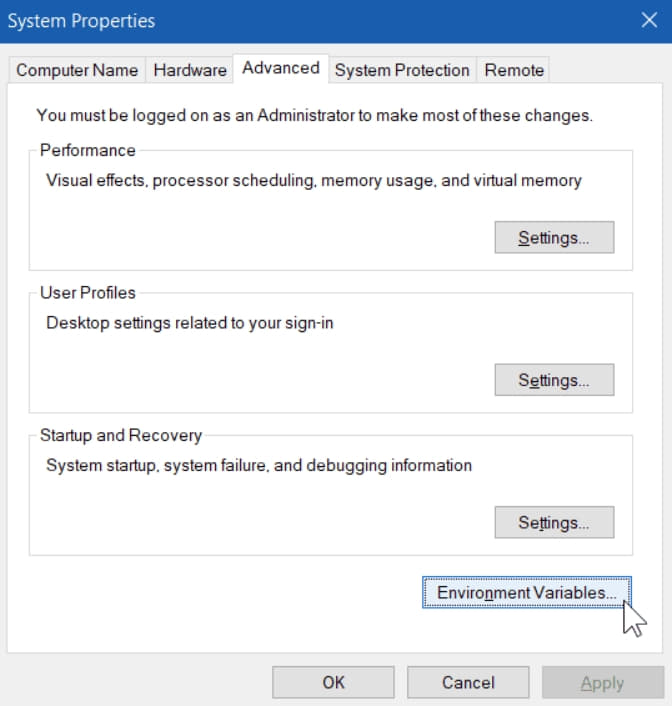 System Properties
Computer Name Hardware Advanced System Protection Remote
You must be logged on as an Administrator to make most of these changes.
Performance
Visual effects, processor scheduling, memory usage, and virtual memory
Settings...
User Profiles
Desktop settings related to your sign-in
Settings...
Startup and Recovery
System startup, system failure, and debugging information
Settings...
Environment Variables...
OK Cancel Apply